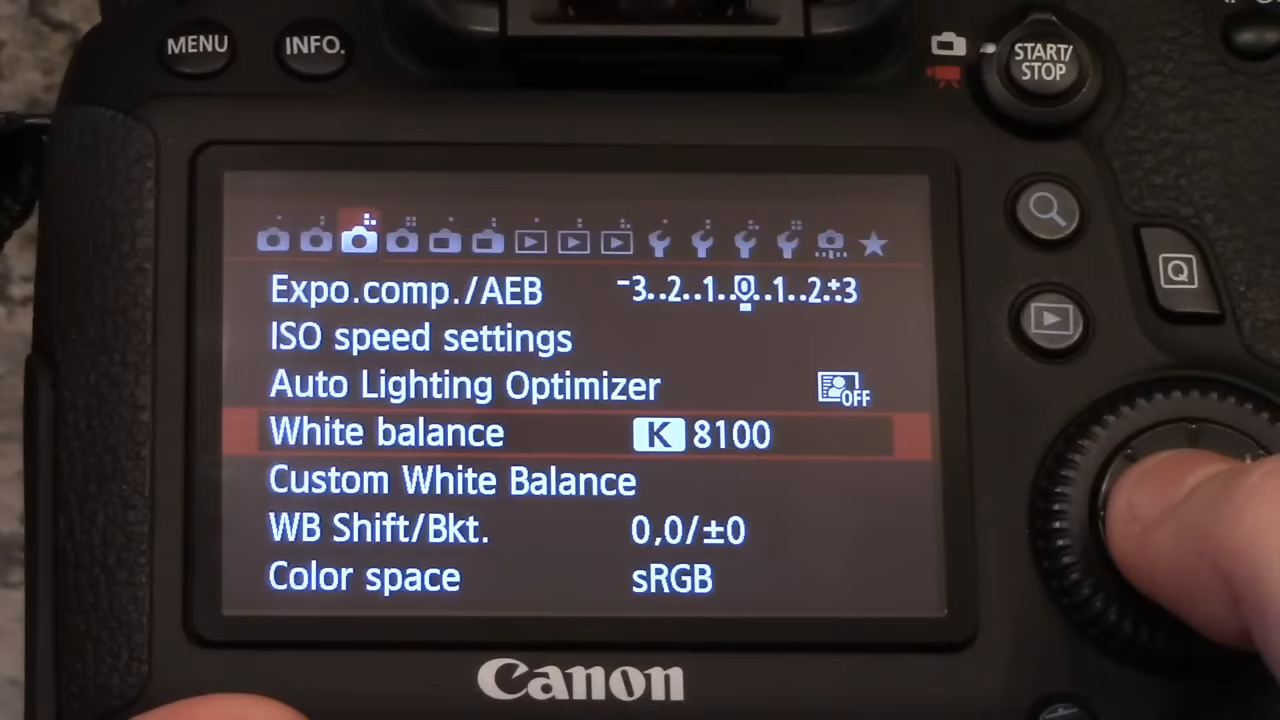 MENU INFO. START/
STOP
Q
Expo.comp./AEB -3..2..1..0..1..2.:+3
ISO speed settings
Auto Lighting Optimizer OFF
White balance K 8100
Custom White Balance
WB Shift/Bkt. 0,0/±0
Color space sRGB
Canon